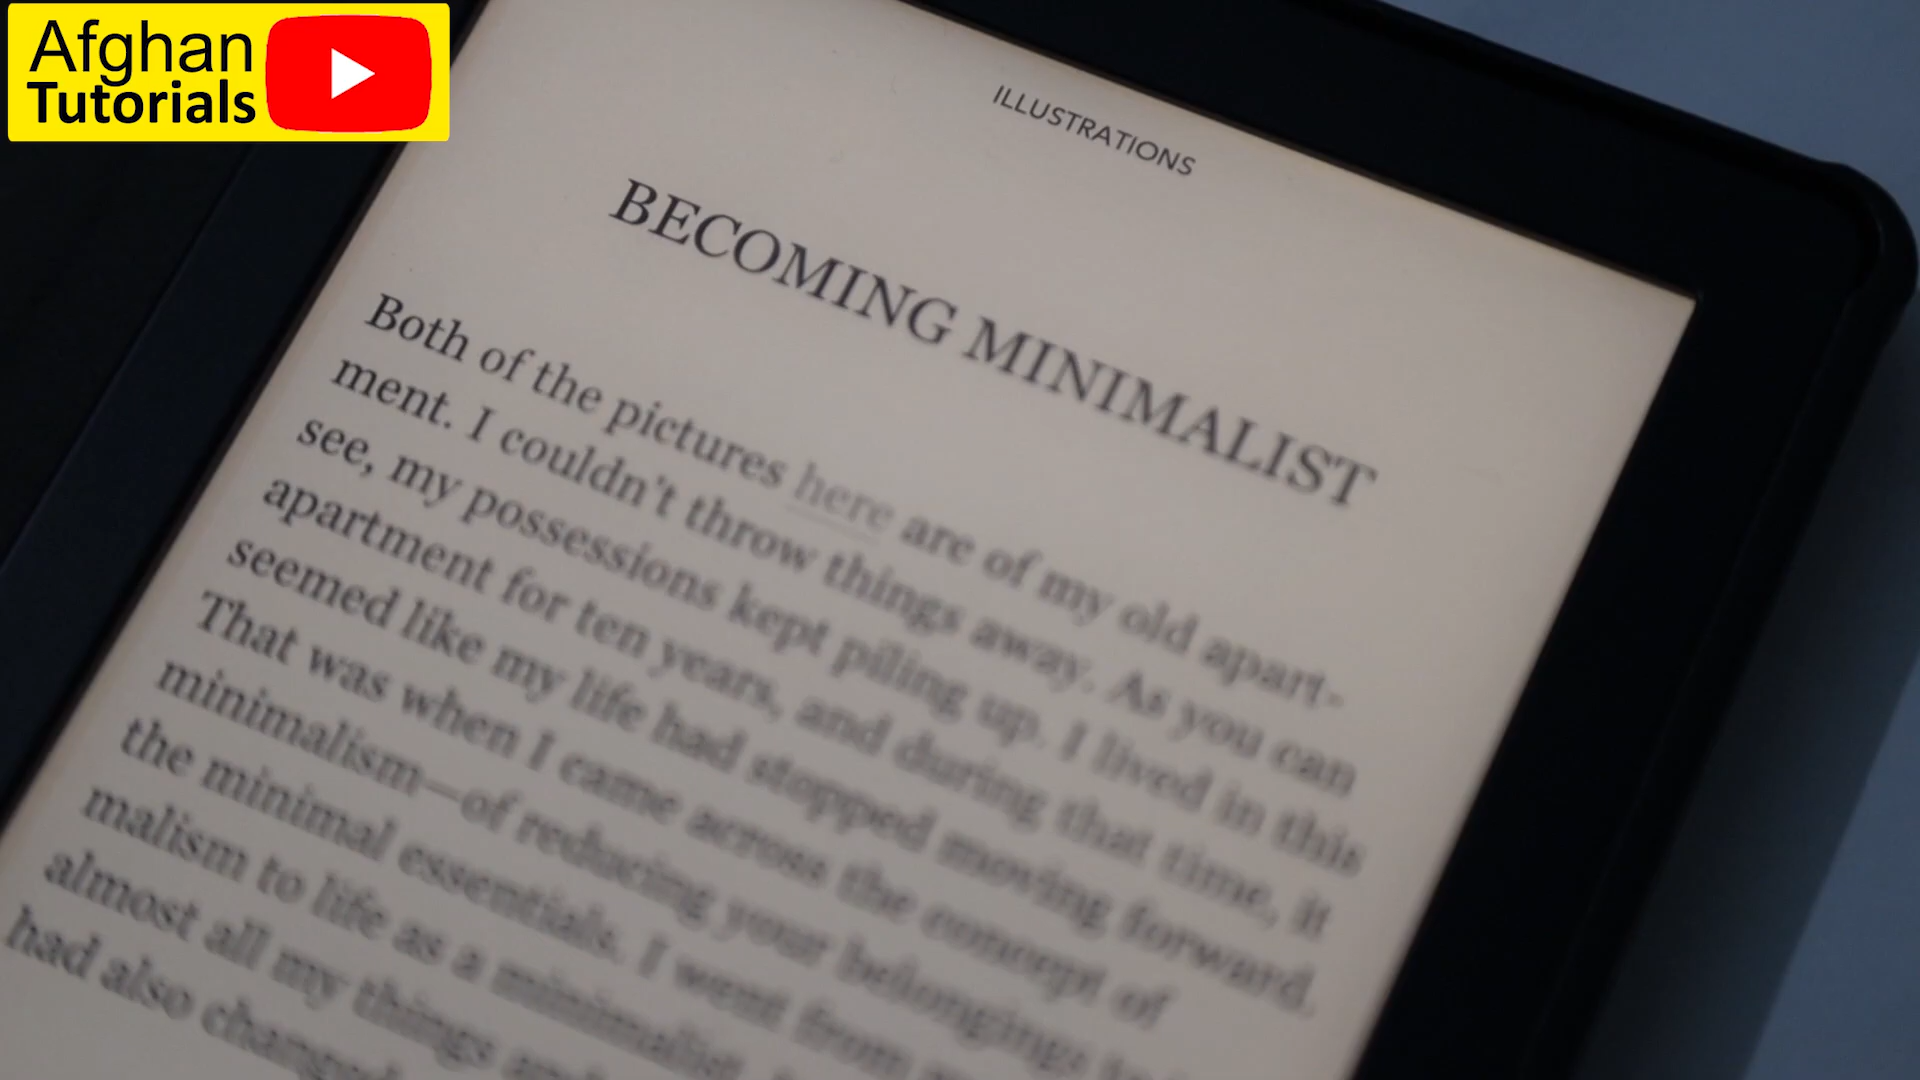 Afghan
Tutorials
ILLUSTRATIONS
BECOMING MINIMALIST
Both of the pictures here are of my old apart-
ment. I couldn't throw things away. As you can
see, my possessions kept piling up. I lived in this
apartment for ten years, and during that time, it
seemed like my life had stopped moving forward.
That was when I came across the concept of
minimalism—of reducing your belongings to
the minimal essentials. I went from
malism to life as a minimalist,
almost all my things and
had also changed